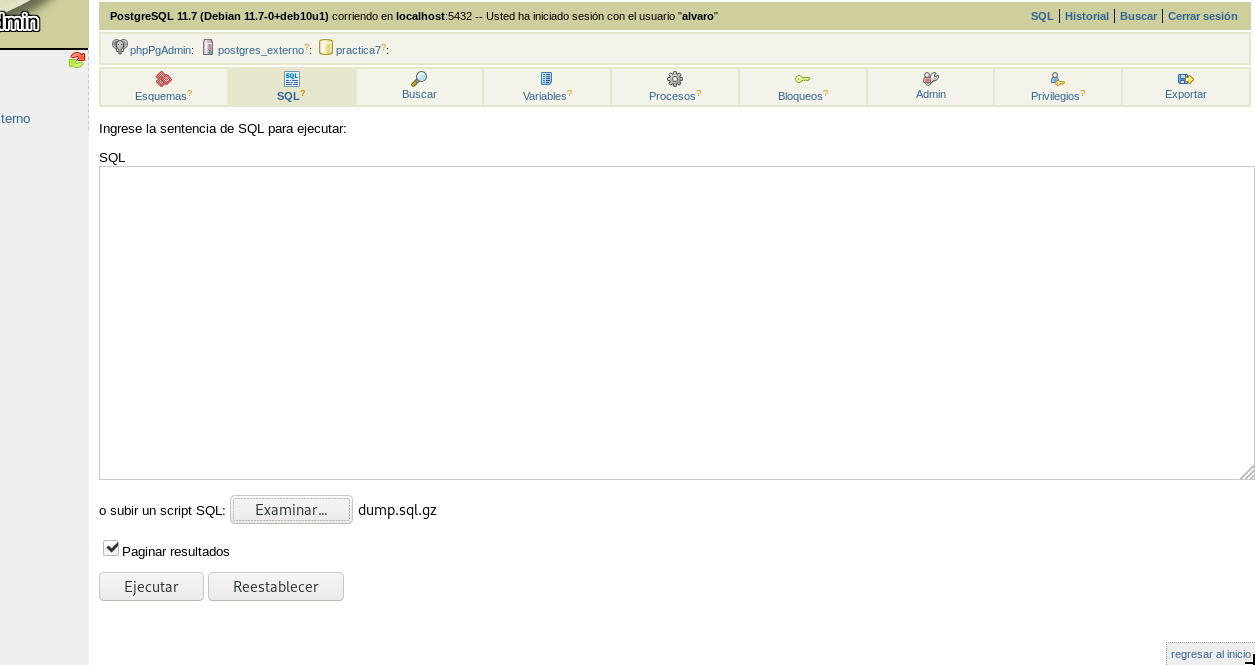 dmin
PostgreSQL 11.7 (Debian 11.7-0+deb10u1) corriendo en localhost:5432 -- Usted ha iniciado sesión con el usuario "alvaro"
SQL | Historial | Buscar | Cerrar sesión
phpPgAdmin: postgres_externo?: practica7?:
Esquemas? SQL? Buscar Variables? Procesos? Bloqueos? Admin Privilegios? Exportar
terno
Ingrese la sentencia de SQL para ejecutar:
SQL
o subir un script SQL: Examinar... dump.sql.gz
Paginar resultados
Ejecutar Reestablecer
regresar al inicio